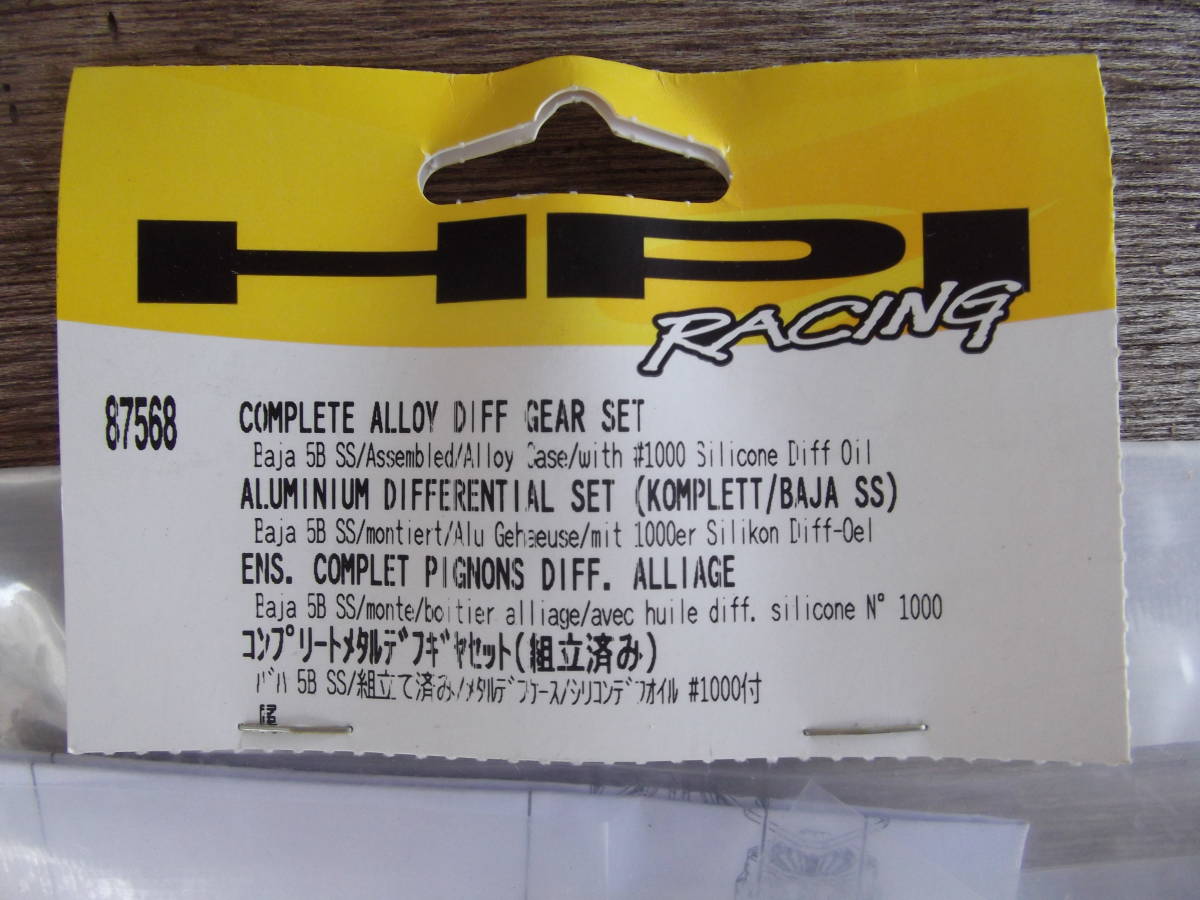 HPI
RACING
87568 COMPLETE ALLOY DIFF GEAR SET
Baja 5B SS/Assembled/Alloy Case/with #1000 Silicone Diff Oil
ALUMINIUM DIFFERENTIAL SET (KOMPLETT/BAJA SS)
Baja 5B SS/montiert/Alu Gehaeuse/mit 1000er Silikon Diff-Oel
ENS. COMPLET PIGNONS DIFF. ALLIAGE
Baja 5B SS/monte/boitier alliage/avec huile diff. silicone N° 1000
ｺﾝﾌﾟﾘｰﾄﾒﾀﾙﾃﾞﾌｷﾞﾔｾｯﾄ(組立済み)
ﾊﾞﾊ 5B SS/組立て済み/ﾒﾀﾙﾃﾞﾌｹｰｽ/ｼﾘｺﾝﾃﾞﾌｵｲﾙ #1000付